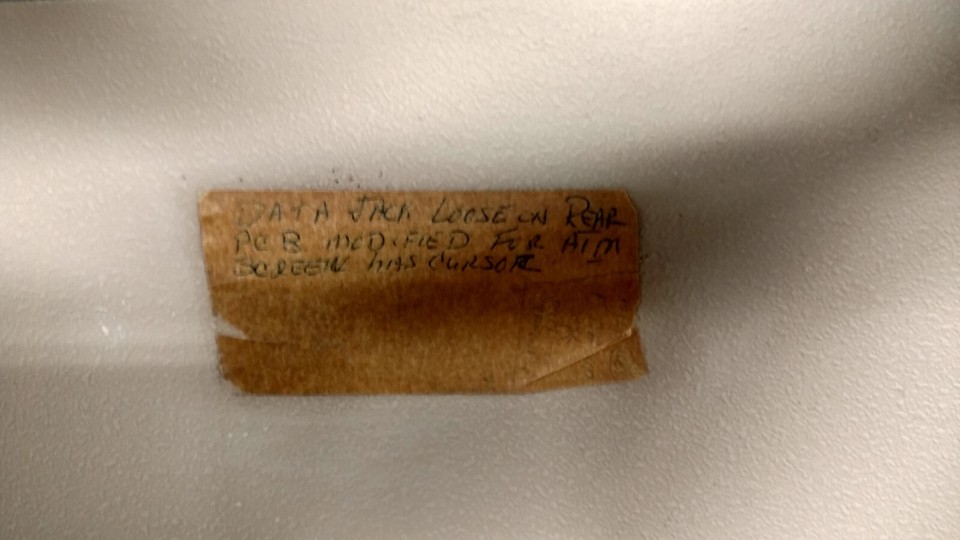 DATA JACK LOOSE ON REAR
PCB MODIFIED FOR AIM
SCREEN HAS CURSOR